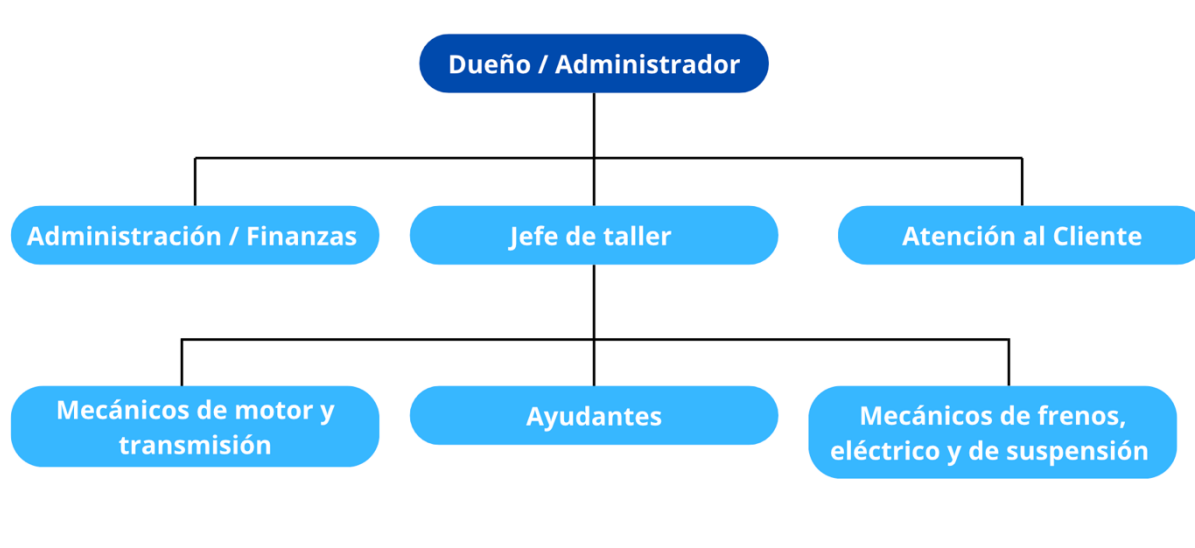 Dueño / Administrador
Administración / Finanzas
Jefe de taller
Atención al Cliente
Mecánicos de motor y
transmisión
Ayudantes
Mecánicos de frenos,
eléctrico y de suspensión